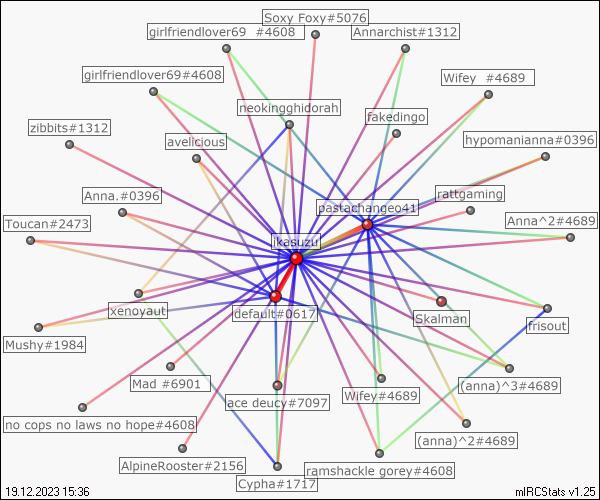 Soxy Foxy#5076
girlfriendlover69 #4608
Annarchist#1312
girlfriendlover69#4608
Wifey #4689
neokingghidorah
fakedingo
zibbits#1312
avelicious
hypomanianna#0396
Anna.#0396
rattgaming
pastachangeo41
Toucan#2473
Anna^2#4689
ikasuzu
xenoyaut
default#0617
Skalman
frisout
Mushy#1984
Mad #6901
(anna)^3#4689
Wifey#4689
ace deucy#7097
no cops no laws no hope#4608
(anna)^2#4689
AlpineRooster#2156
ramshackle gorey#4608
Cypha#1717
19.12.2023 15:36
mIRCStats v1.25